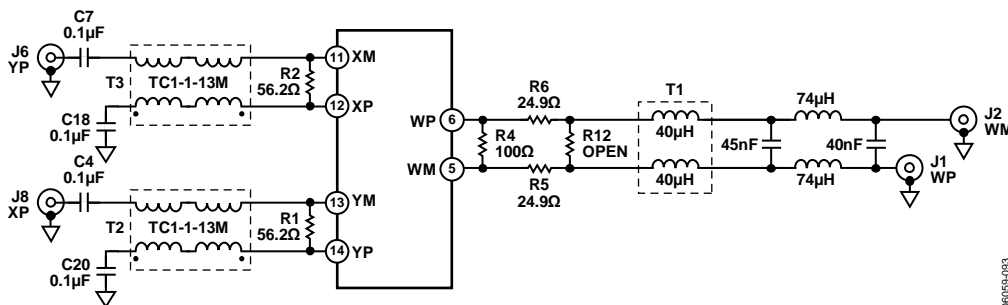 C7
0.1µF
J6
YP
T3
TC1-1-13M
R2
56.2Ω
11 XM
12 XP
C18
0.1µF
C4
0.1µF
J8
XP
T2
TC1-1-13M
R1
56.2Ω
13 YM
14 YP
C20
0.1µF
WP 6
WM 5
R4
100Ω
R6
24.9Ω
R5
24.9Ω
R12
OPEN
T1
40µH
40µH
45nF
74µH
74µH
40nF
J2
WM
J1
WP
06059-093